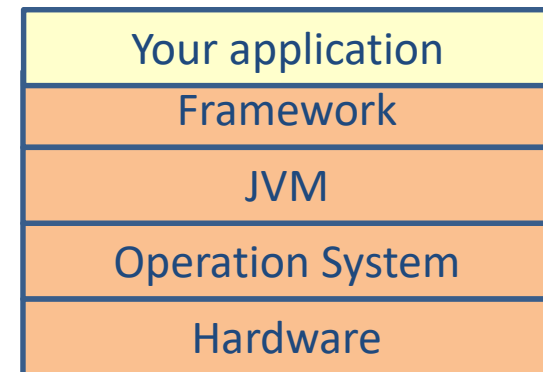 Your application
Framework
JVM
Operation System
Hardware